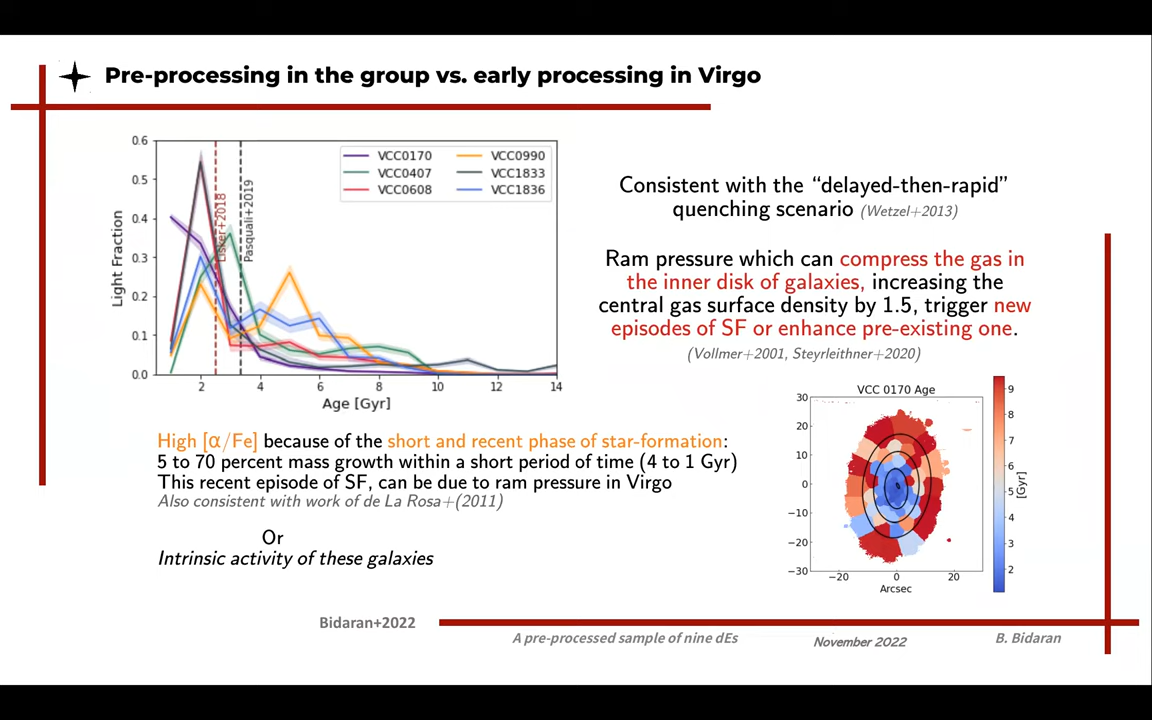 Pre-processing in the group vs. early processing in Virgo
0.6
0.5
0.4
0.3
0.2
0.1
0.0
Light Fraction
VCC0170
VCC0407
VCC0608
VCC0990
VCC1833
VCC1836
Lisker+2018
Pasquali+2019
2
4
6
8
10
12
14
Age [Gyr]
Consistent with the “delayed-then-rapid”
quenching scenario (Wetzel+2013)
Ram pressure which can compress the gas in
the inner disk of galaxies, increasing the
central gas surface density by 1.5, trigger new
episodes of SF or enhance pre-existing one.
(Vollmer+2001, Steyrleithner+2020)
High [α/Fe] because of the short and recent phase of star-formation:
5 to 70 percent mass growth within a short period of time (4 to 1 Gyr)
This recent episode of SF, can be due to ram pressure in Virgo
Also consistent with work of de La Rosa+(2011)
Or
Intrinsic activity of these galaxies
VCC 0170 Age
30
20
10
0
−10
−20
−30
−20
0
20
Arcsec
9
8
7
6
5
4
3
2
[Gyr]
Bidaran+2022
A pre-processed sample of nine dEs
November 2022
B. Bidaran